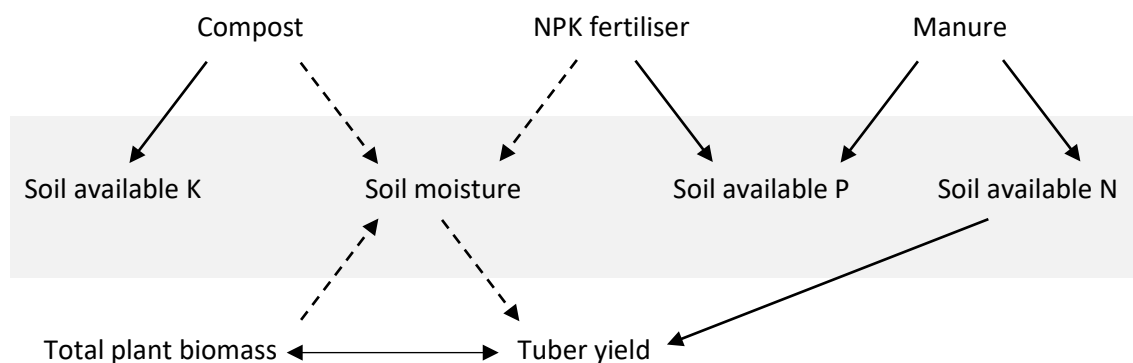 Compost NPK fertiliser Manure
Soil available K Soil moisture Soil available P Soil available N
Total plant biomass Tuber yield